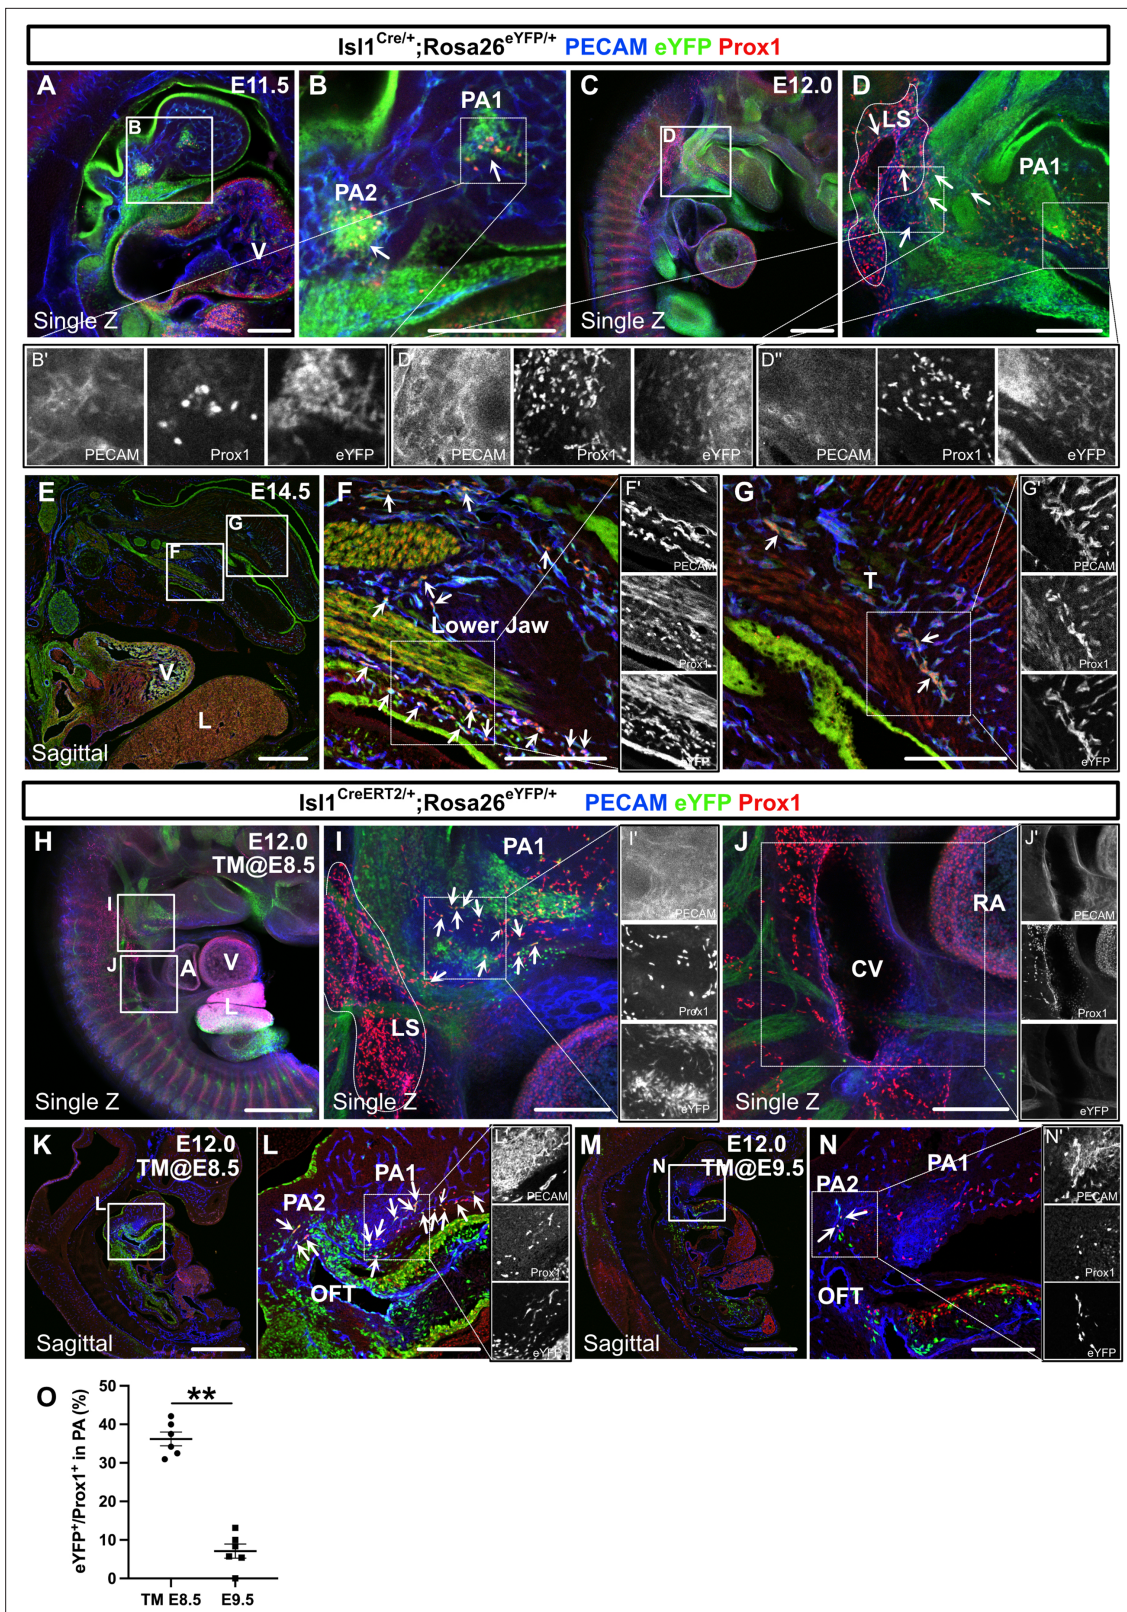 Isl1Cre/+;Rosa26eYFP/+ PECAM eYFP Prox1
A E11.5
B
V
Single Z
B
PA1
PA2
C E12.0
D
Single Z
D
LS
PA1
B'
PECAM
Prox1
eYFP
D'
PECAM
Prox1
eYFP
D''
PECAM
Prox1
eYFP
E E14.5
G
F
V
L
Sagittal
F
Lower Jaw
F'
PECAM
Prox1
eYFP
G
T
G'
PECAM
Prox1
eYFP
Isl1CreERT2/+;Rosa26eYFP/+ PECAM eYFP Prox1
H E12.0
TM@E8.5
I
J
A
V
L
Single Z
I
PA1
LS
Single Z
I'
PECAM
Prox1
eYFP
J
RA
CV
Single Z
J'
PECAM
Prox1
eYFP
K E12.0
TM@E8.5
L
Sagittal
L
PA1
PA2
OFT
L'
PECAM
Prox1
eYFP
M E12.0
TM@E9.5
N
Sagittal
N
PA1
PA2
OFT
N'
PECAM
Prox1
eYFP
O
eYFP+/Prox1+ in PA (%)
50
40
30
20
10
0
**
TM E8.5 E9.5